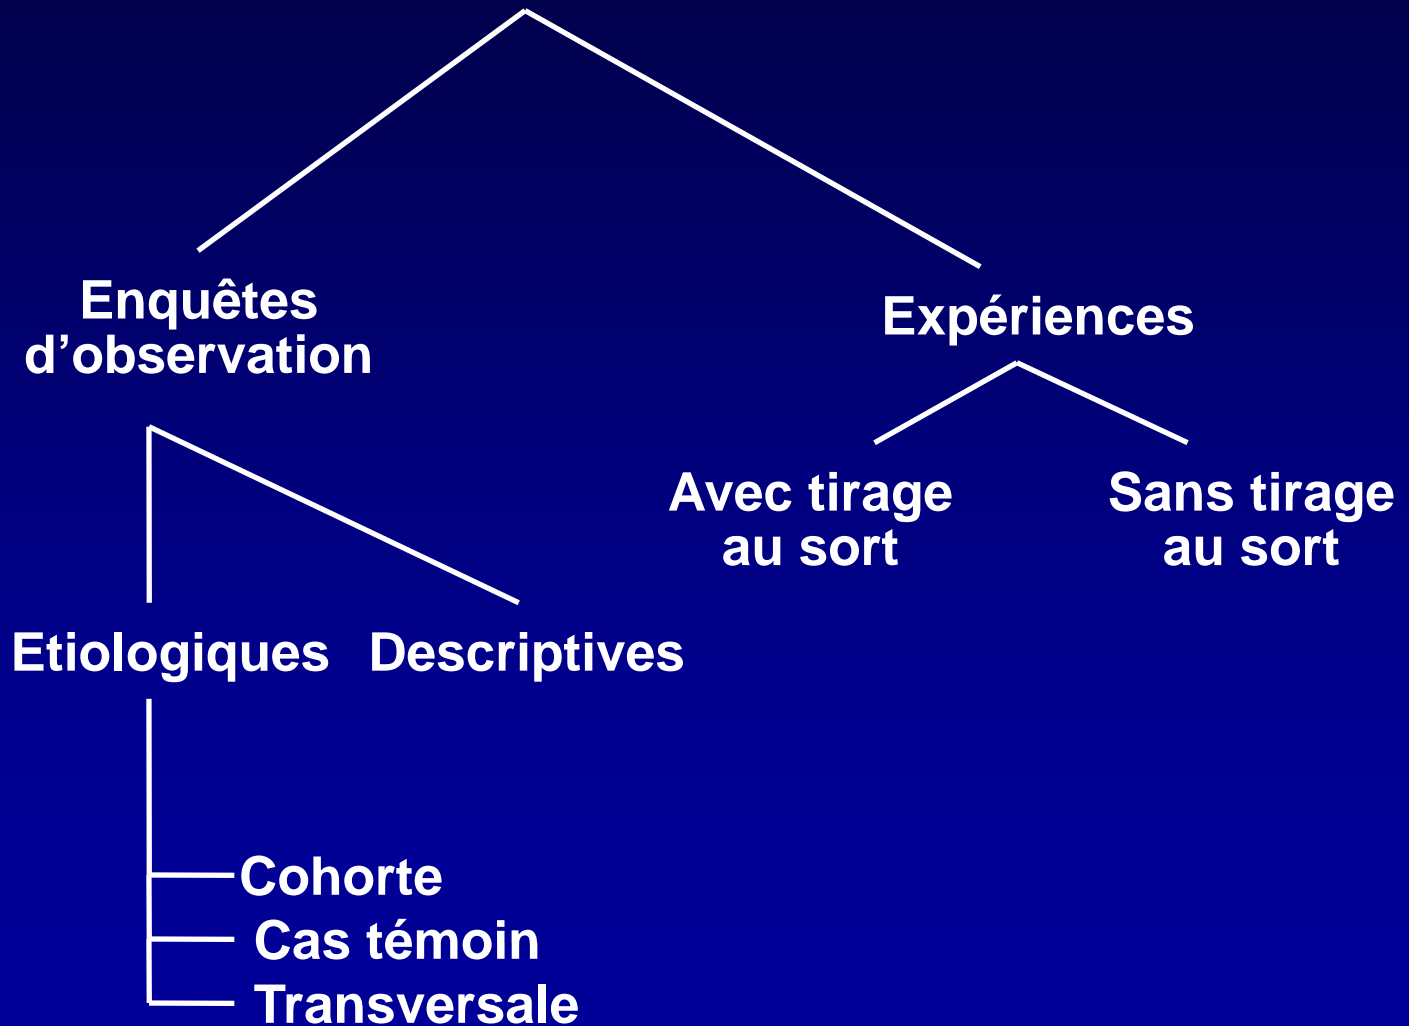 Enquêtes
d’observation
Expériences
Avec tirage
au sort
Sans tirage
au sort
Etiologiques
Descriptives
Cohorte
Cas témoin
Transversale